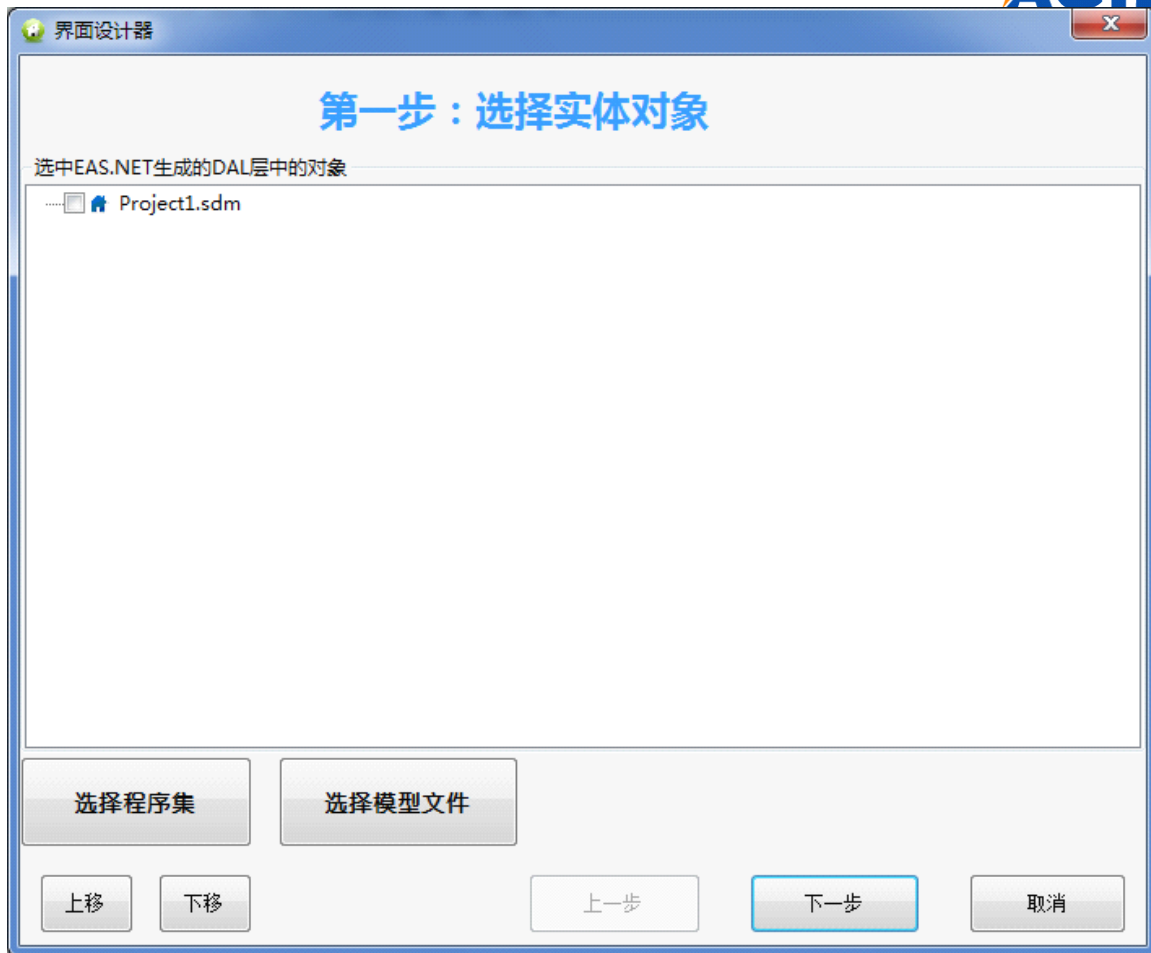 界面设计器
第一步：选择实体对象
选中EAS.NET生成的DAL层中的对象
Project1.sdm
选择程序集
选择模型文件
上移
下移
上一步
下一步
取消